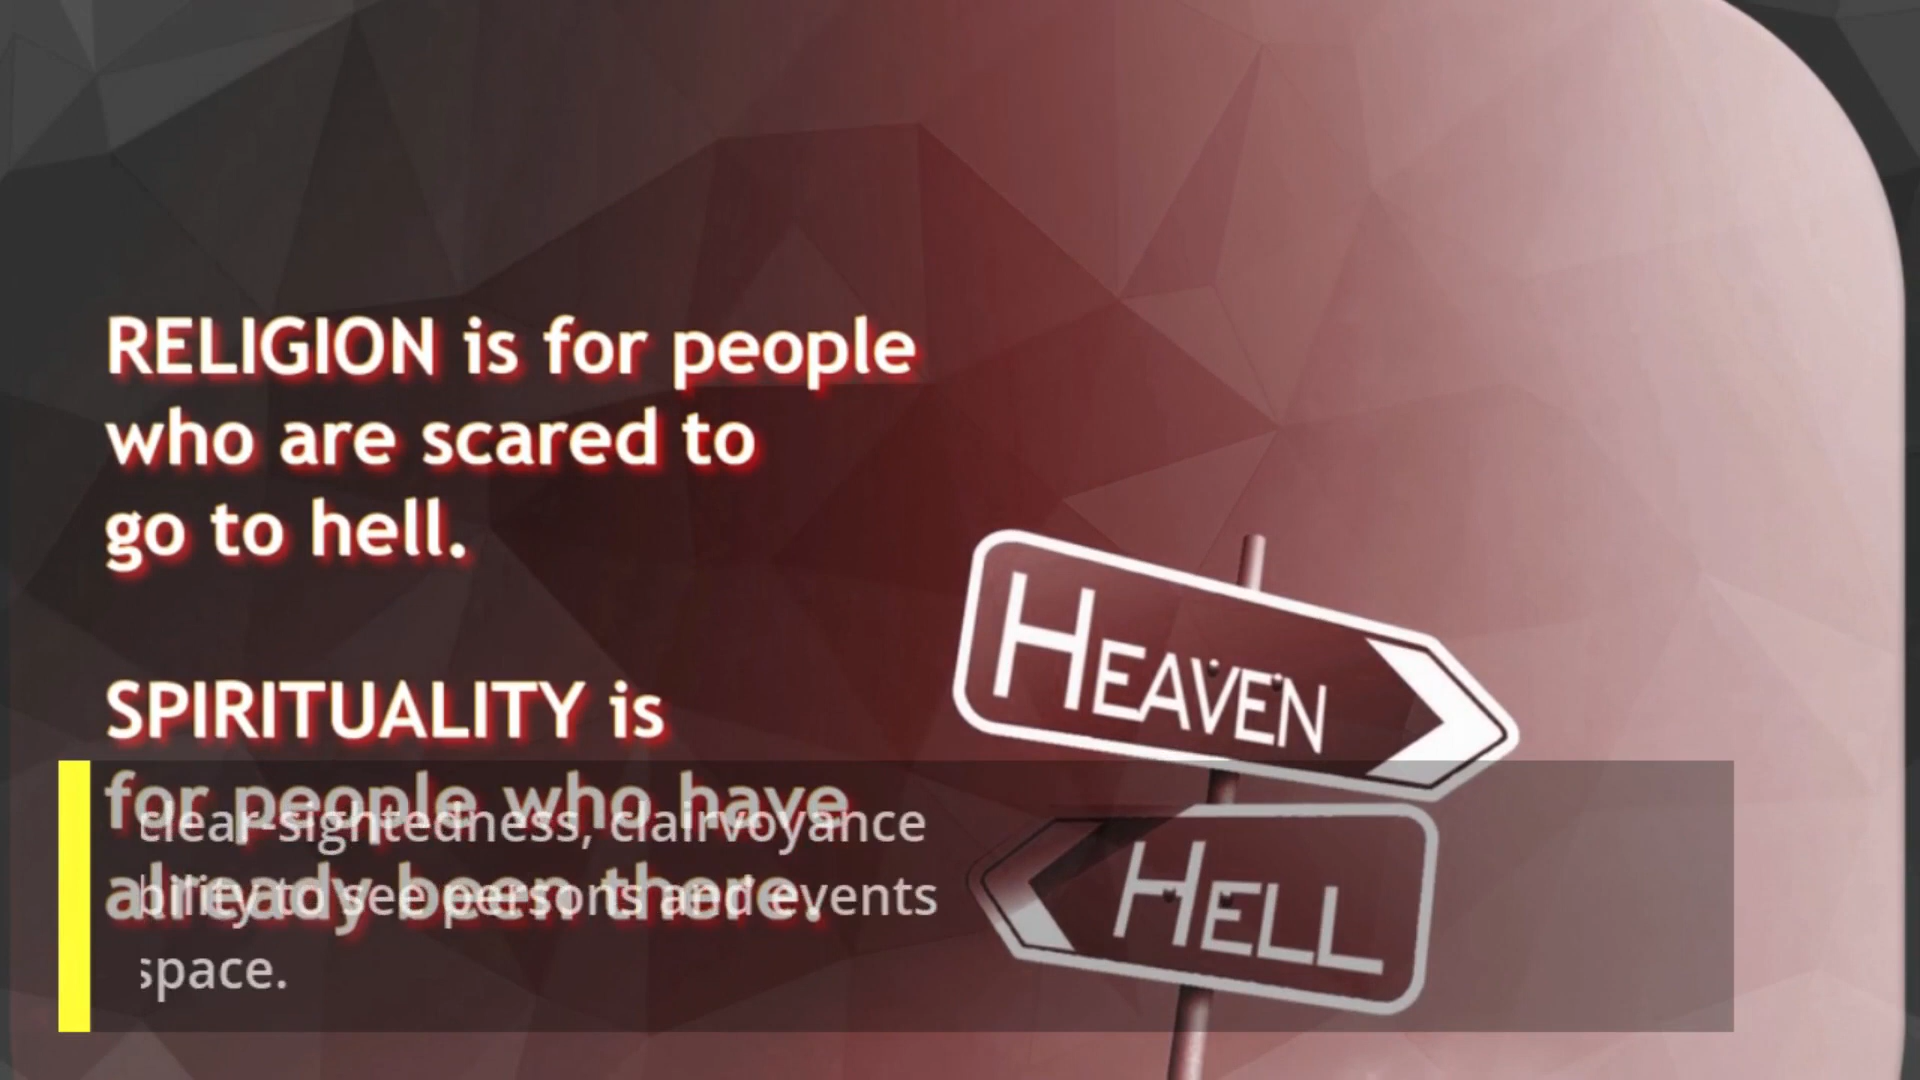 RELIGION is for people
who are scared to
go to hell.
SPIRITUALITY is
for people who have
already been there.
HEAVEN
HELL
clear-sightedness, clairvoyance
to see persons and events
space.